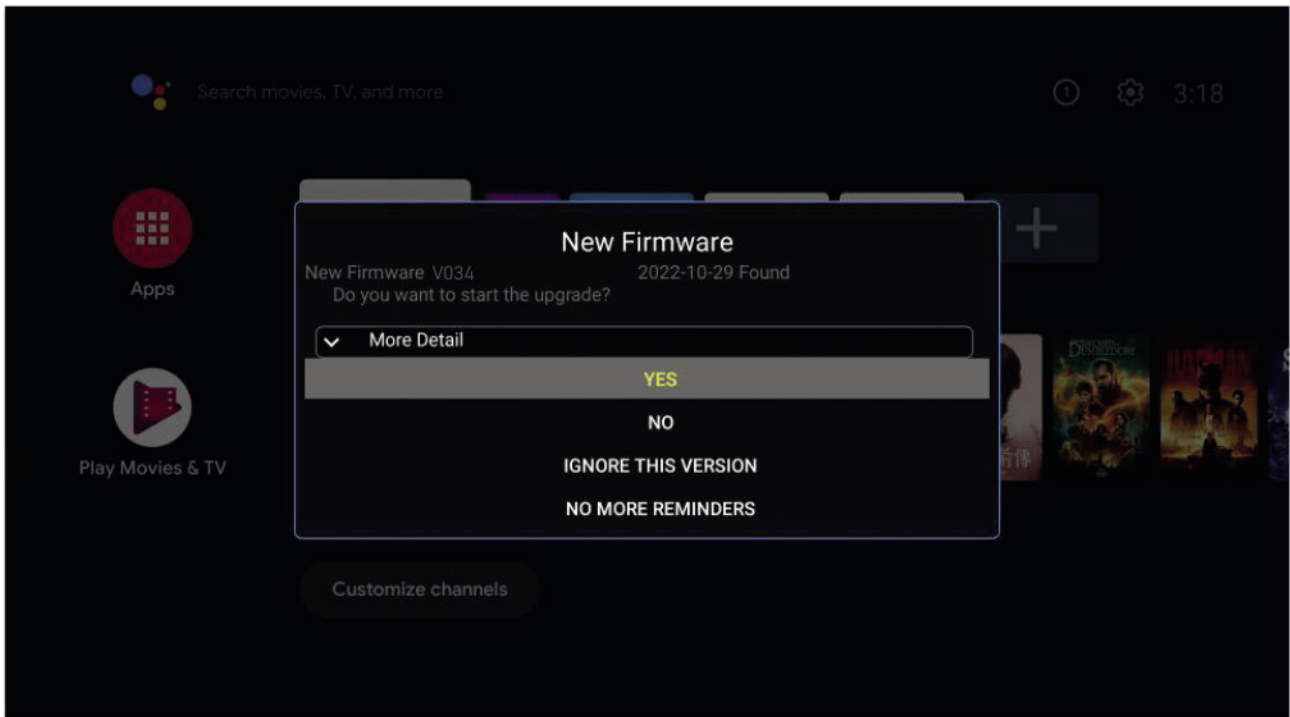 Search movies, TV, and more
1
3:18
Apps
New Firmware
New Firmware V034 2022-10-29 Found
Do you want to start the upgrade?
More Detail
YES
NO
IGNORE THIS VERSION
NO MORE REMINDERS
Play Movies & TV
DUMBLEDORE
Customize channels